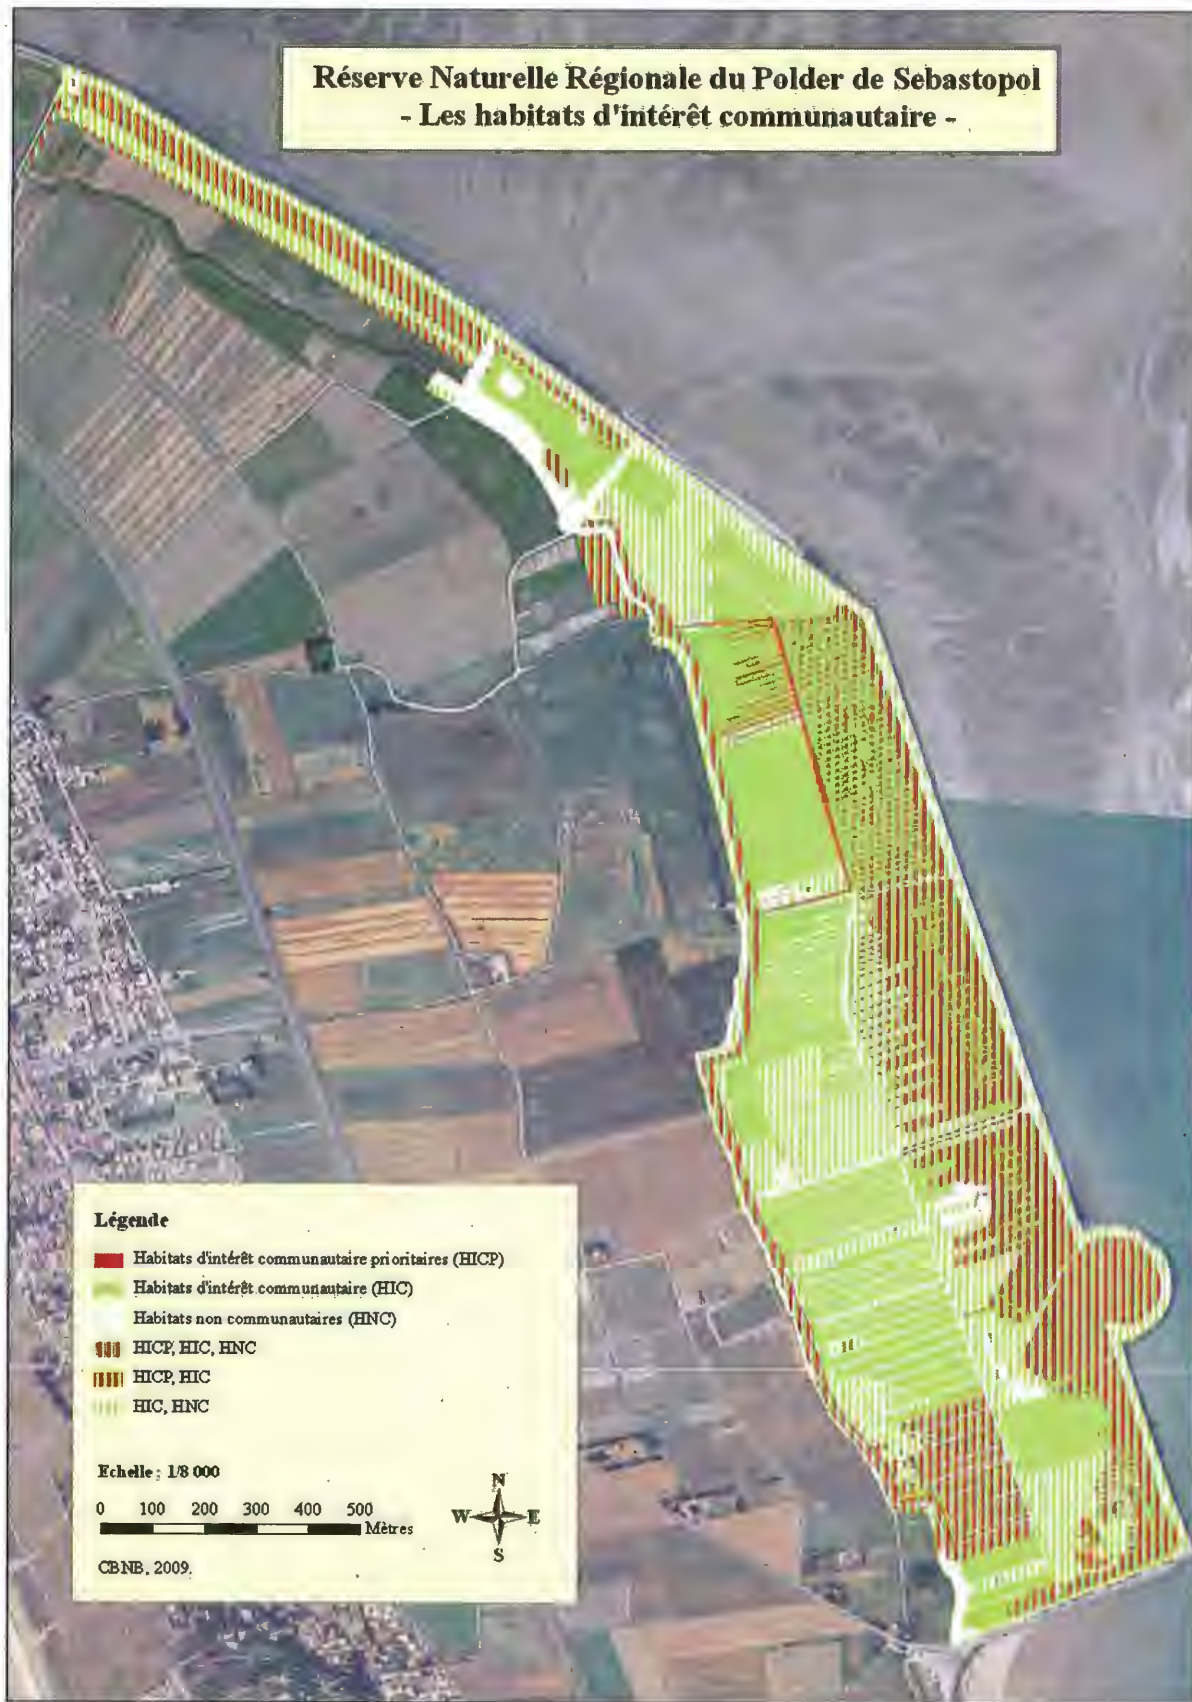 Réserve Naturelle Régionale du Polder de Sebastopol
- Les habitats d'intérêt communautaire -
Légende
Habitats d'intérêt communautaire prioritaires (HICP)
Habitats d'intérêt communautaire (HIC)
Habitats non communautaires (HNC)
HICP, HIC, HNC
HICP, HIC
HIC, HNC
Echelle : 1/8 000
0 100 200 300 400 500
Mètres
N
W E
S
CBNB, 2009.